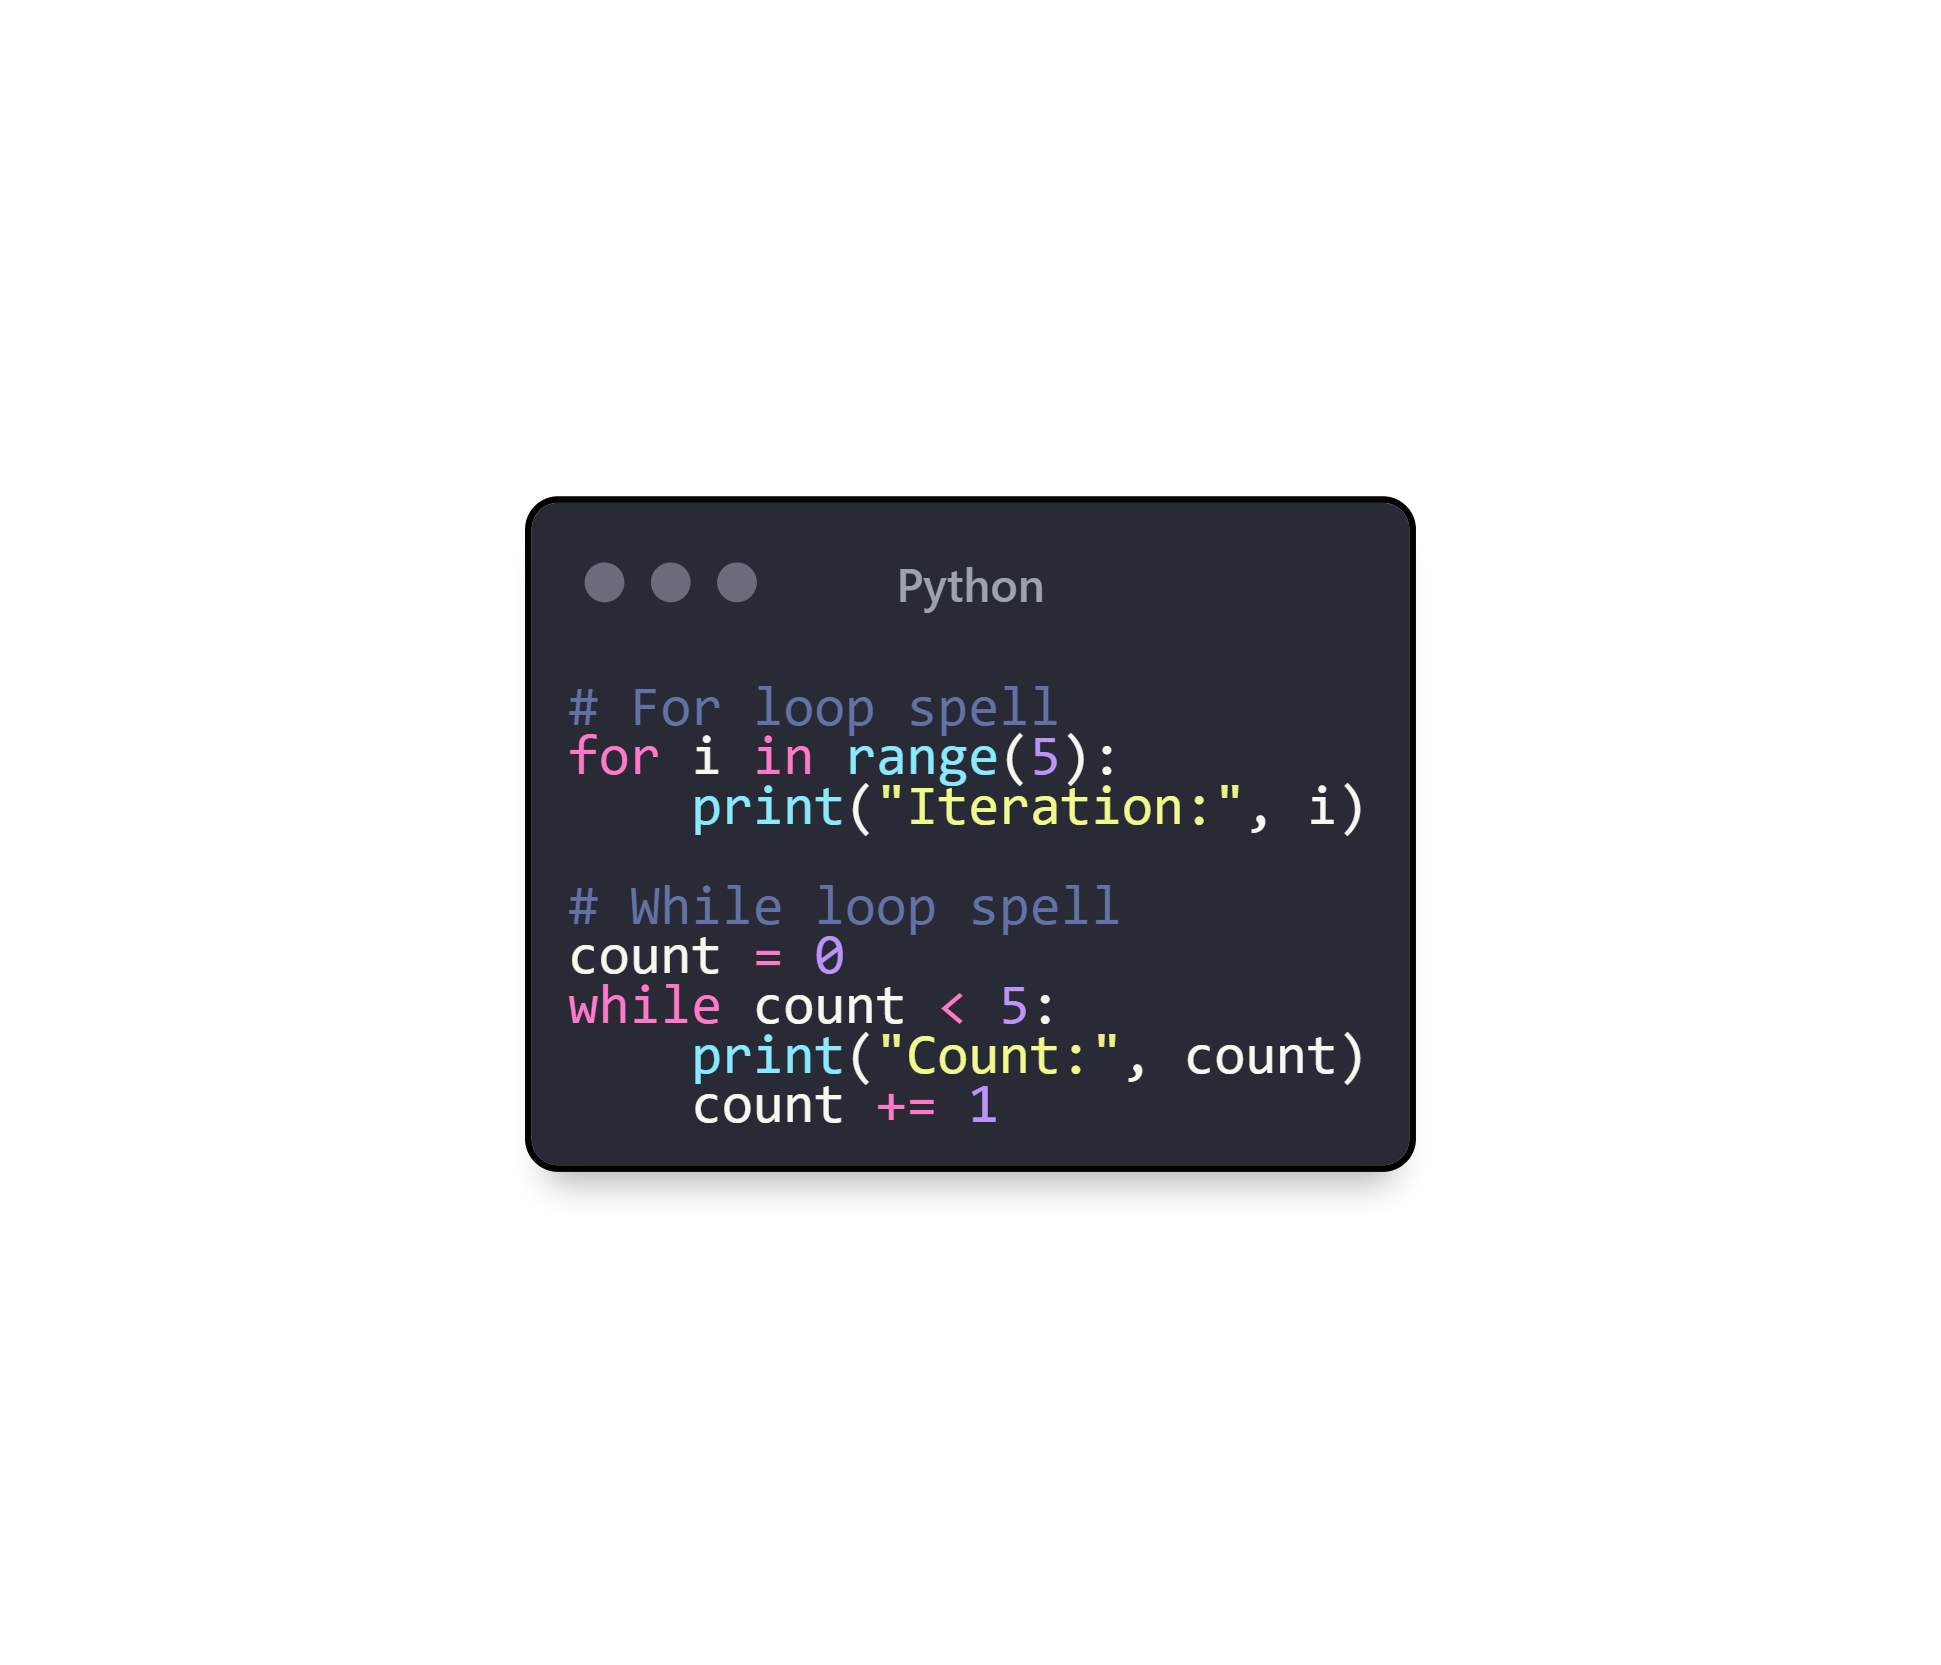 Python
# For loop spell
for i in range(5):
    print("Iteration:", i)

# While loop spell
count = 0
while count < 5:
    print("Count:", count)
    count += 1